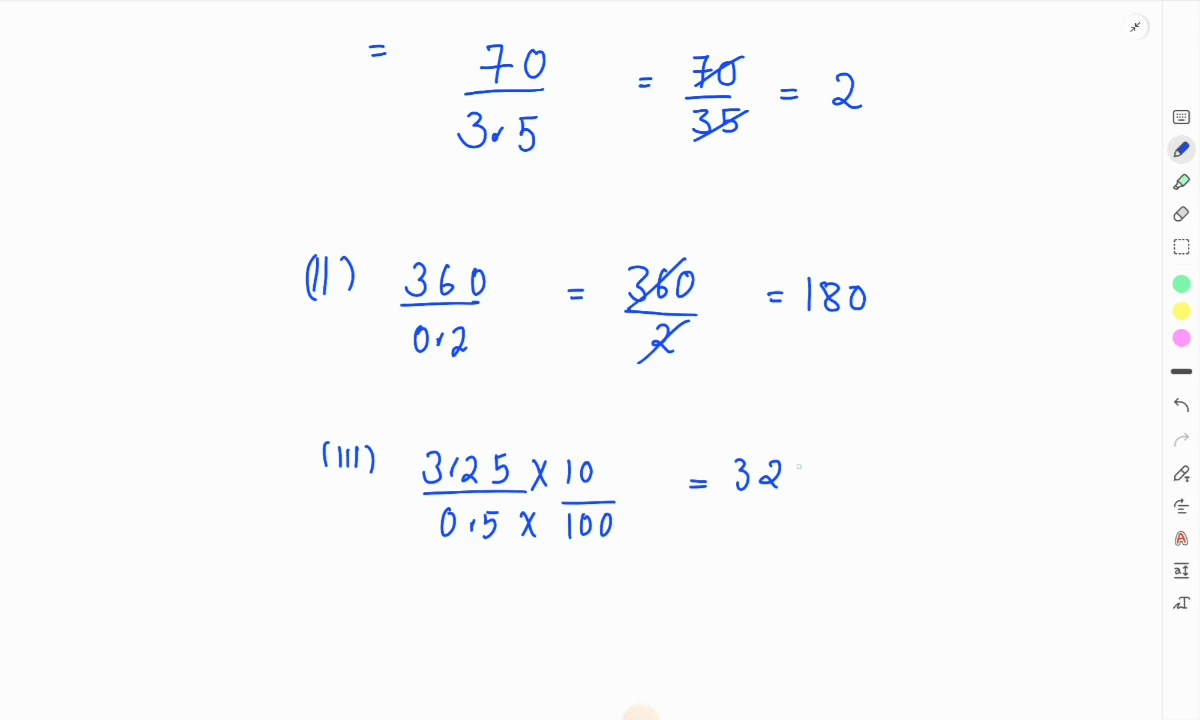 = 70/3.5 = 70/35 = 2
(II) 360/0.2 = 360/2 = 180
(III) 3.25 × 10 / 0.5 × 100 = 32